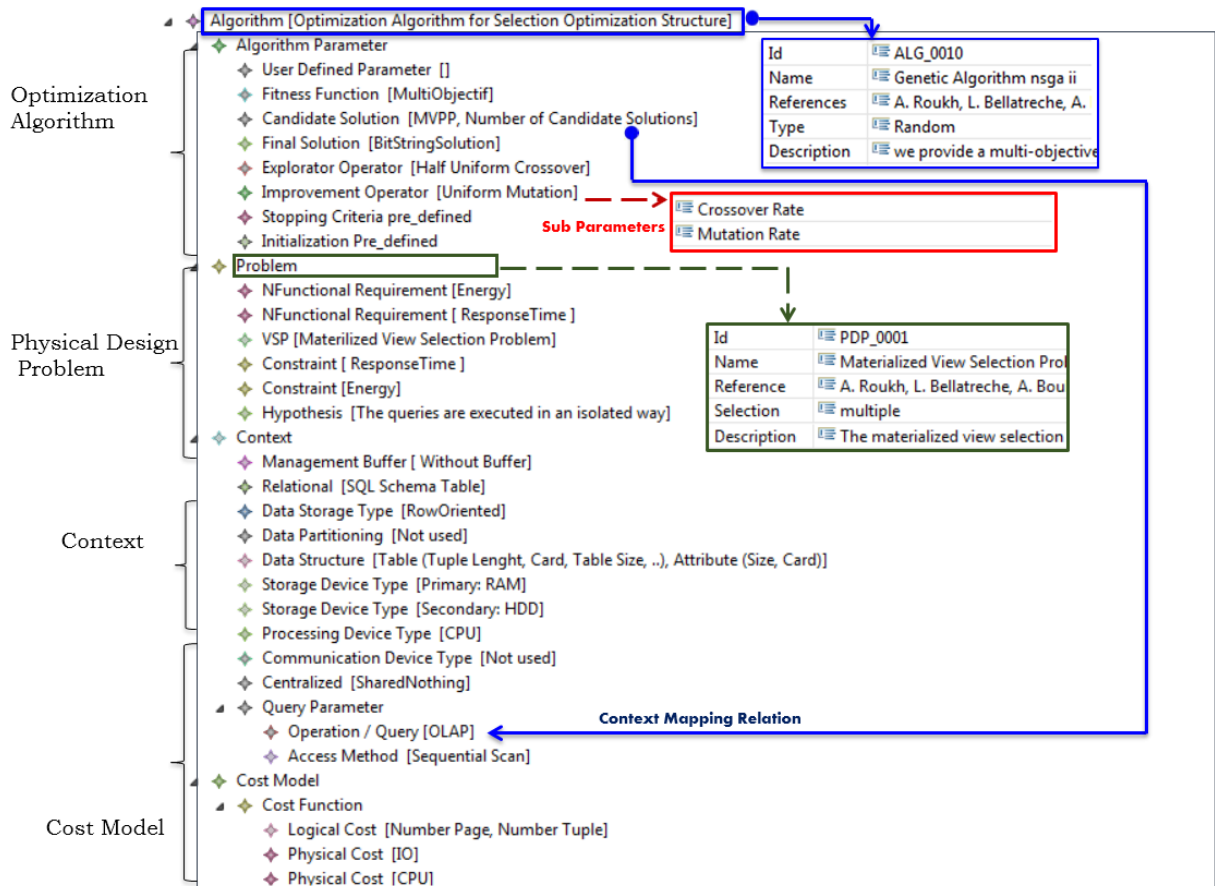 Algorithm [Optimization Algorithm for Selection Optimization Structure]
Algorithm Parameter
User Defined Parameter []
Fitness Function [MultiObjectif]
Candidate Solution [MVPP, Number of Candidate Solutions]
Final Solution [BitStringSolution]
Explorator Operator [Half Uniform Crossover]
Improvement Operator [Uniform Mutation]
Stopping Criteria pre_defined
Initialization Pre_defined
Optimization
Algorithm
Id ALG_0010
Name Genetic Algorithm nsga ii
References A. Roukh, L. Bellatreche, A.
Type Random
Description we provide a multi-objective
Sub Parameters
Crossover Rate
Mutation Rate
Problem
NFunctional Requirement [Energy]
NFunctional Requirement [ ResponseTime ]
VSP [Materilized View Selection Problem]
Constraint [ ResponseTime ]
Constraint [Energy]
Hypothesis [The queries are executed in an isolated way]
Physical Design
Problem
Id PDP_0001
Name Materialized View Selection Prol
Reference A. Roukh, L. Bellatreche, A. Bou
Selection multiple
Description The materialized view selection
Context
Management Buffer [ Without Buffer]
Relational [SQL Schema Table]
Data Storage Type [RowOriented]
Data Partitioning [Not used]
Data Structure [Table (Tuple Lenght, Card, Table Size, ..), Attribute (Size, Card)]
Storage Device Type [Primary: RAM]
Storage Device Type [Secondary: HDD]
Processing Device Type [CPU]
Communication Device Type [Not used]
Centralized [SharedNothing]
Context
Query Parameter
Operation / Query [OLAP]
Access Method [Sequential Scan]
Context Mapping Relation
Cost Model
Cost Function
Logical Cost [Number Page, Number Tuple]
Physical Cost [IO]
Physical Cost [CPU]
Cost Model